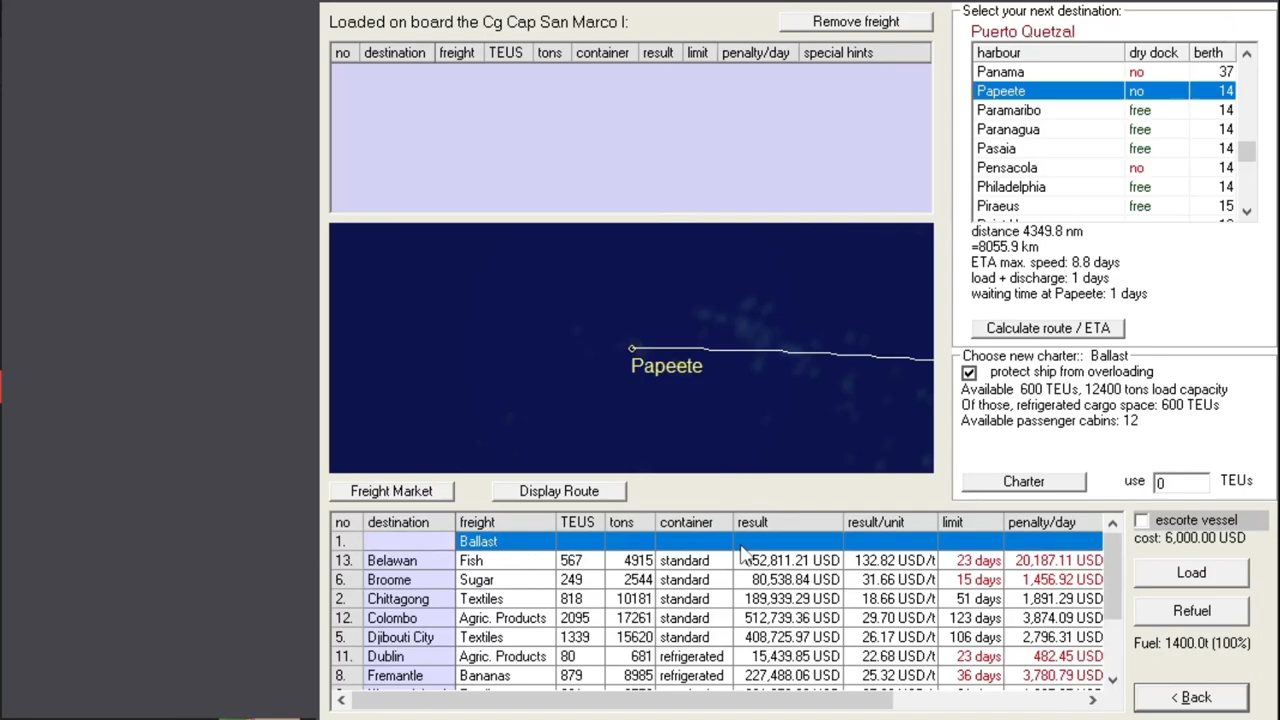 Loaded on board the Cg Cap San Marco I:
Remove freight
no destination freight TEUS tons container result limit penalty/day special hints
Papeete
Select your next destination:
Puerto Quetzal
harbour dry dock berth
Panama no 37
Papeete no 14
Paramaribo free 14
Paranagua free 14
Pasaia free 14
Pensacola no 14
Philadelphia free 14
Piraeus free 15
distance 4349.8 nm
=8055.9 km
ETA max. speed: 8.8 days
load + discharge: 1 days
waiting time at Papeete: 1 days
Calculate route / ETA
Choose new charter:: Ballast
protect ship from overloading
Available 600 TEUs, 12400 tons load capacity
Of those, refrigerated cargo space: 600 TEUs
Available passenger cabins: 12
Charter use 0 TEUs
Freight Market Display Route
no destination freight TEUS tons container result result/unit limit penalty/day
1. Ballast
13. Belawan Fish 567 4915 standard 52,811.21 USD 132.82 USD/t 23 days 20,187.11 USD
6. Broome Sugar 249 2544 standard 80,538.84 USD 31.66 USD/t 15 days 1,456.92 USD
2. Chittagong Textiles 818 10181 standard 189,939.29 USD 18.66 USD/t 51 days 1,891.29 USD
12. Colombo Agric. Products 2095 17261 standard 512,739.36 USD 29.70 USD/t 123 days 3,874.09 USD
5. Djibouti City Textiles 1339 15620 standard 408,725.97 USD 26.17 USD/t 106 days 2,796.31 USD
11. Dublin Agric. Products 80 681 refrigerated 15,439.85 USD 22.68 USD/t 23 days 482.45 USD
8. Fremantle Bananas 879 8985 refrigerated 227,488.06 USD 25.32 USD/t 36 days 3,780.79 USD
escorte vessel
cost: 6,000.00 USD
Load
Refuel
Fuel: 1400.0t (100%)
< Back